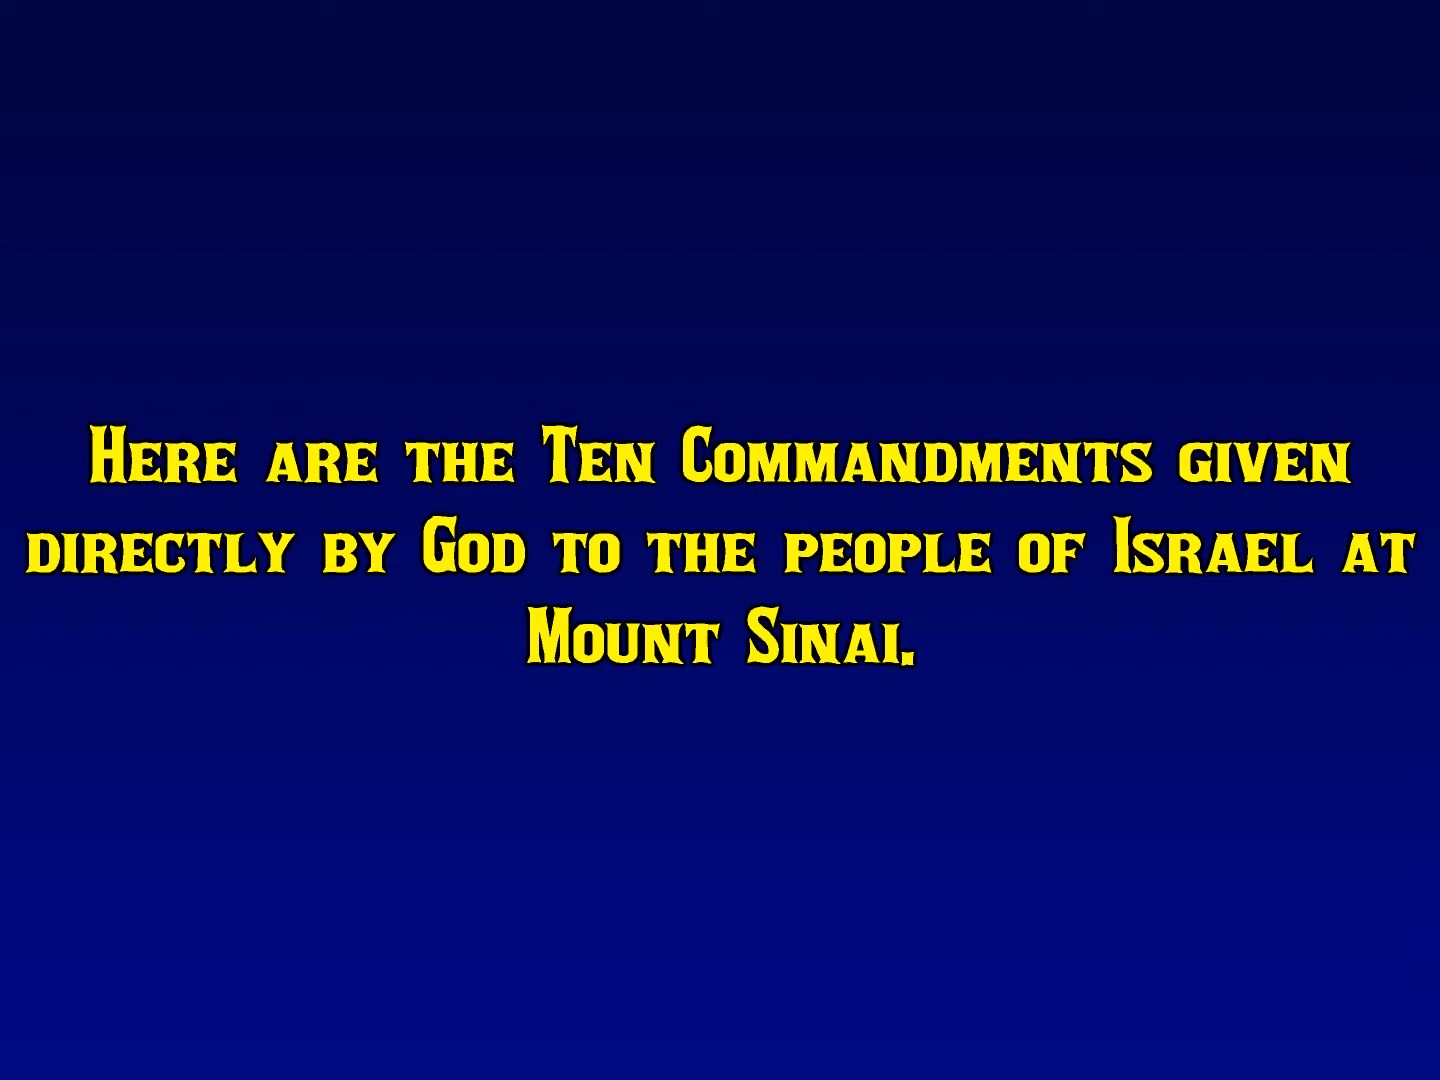 Here are the Ten Commandments given
directly by God to the people of Israel at
Mount Sinai.